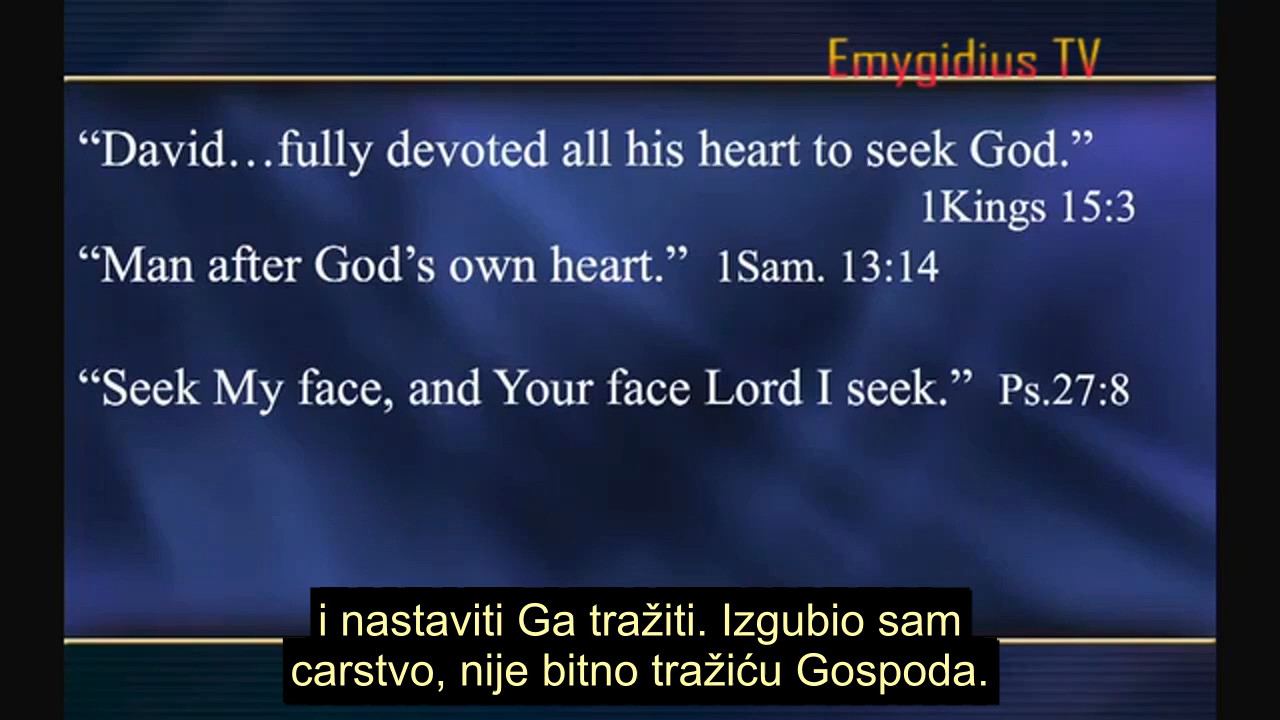 Emygidius TV
“David…fully devoted all his heart to seek God.”
1Kings 15:3
“Man after God’s own heart.” 1Sam. 13:14
“Seek My face, and Your face Lord I seek.” Ps.27:8
i nastaviti Ga tražiti. Izgubio sam
carstvo, nije bitno tražiću Gospoda.